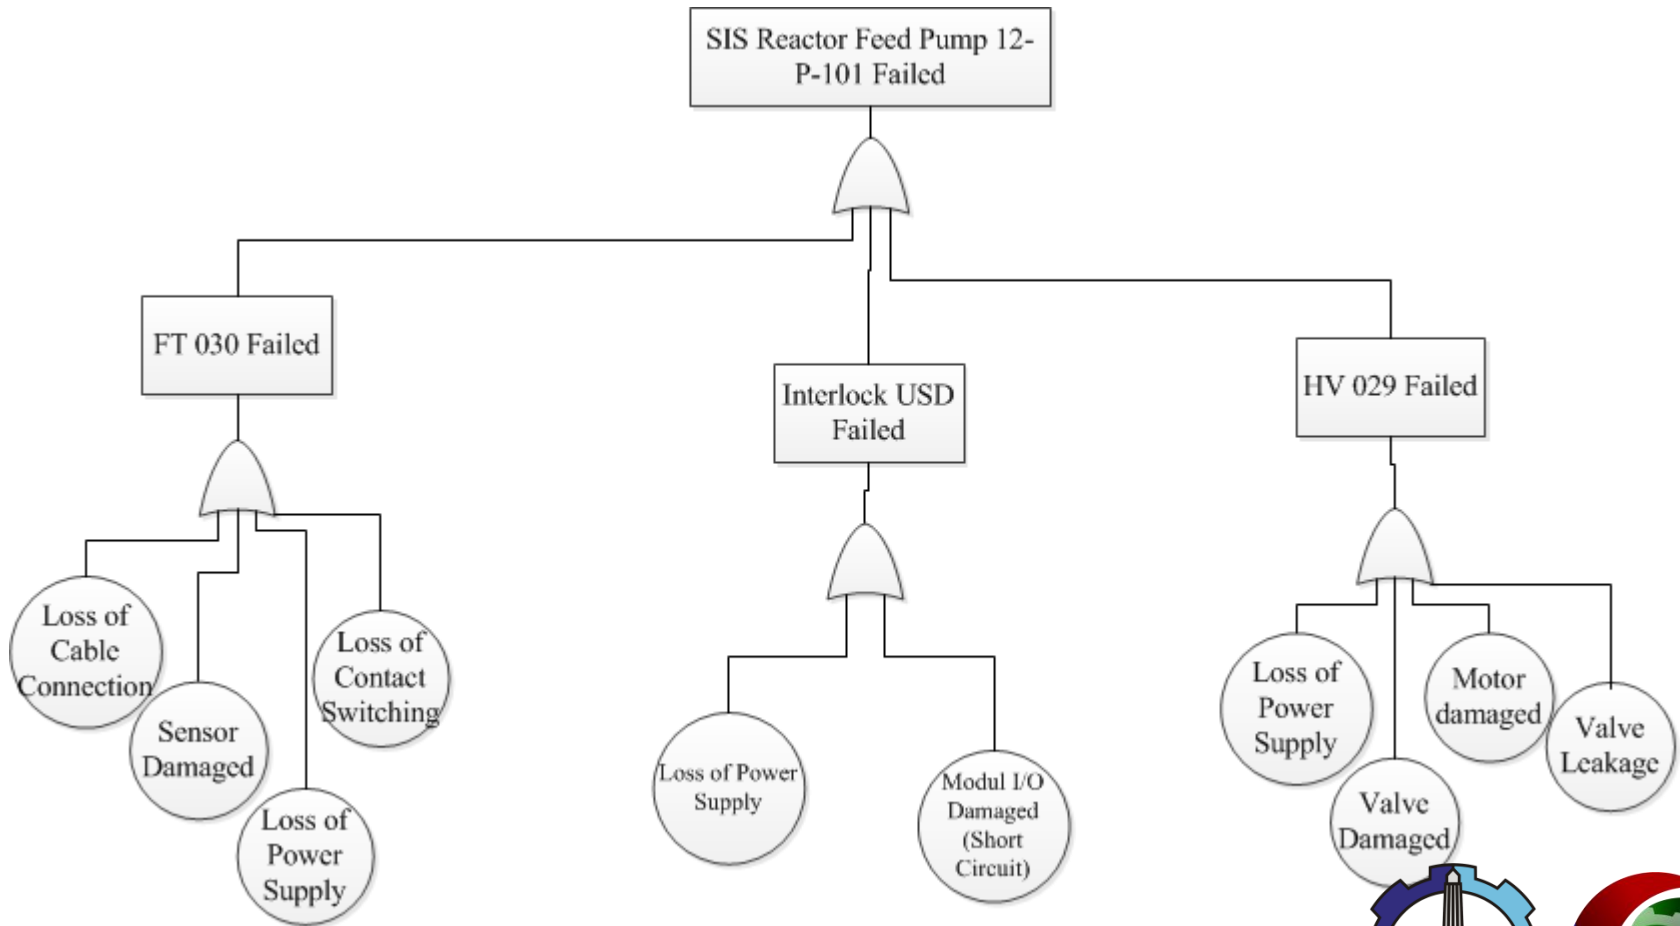 SIS Reactor Feed Pump 12-
P-101 Failed
FT 030 Failed
Interlock USD
Failed
HV 029 Failed
Loss of
Cable
Connection
Sensor
Damaged
Loss of
Power
Supply
Loss of
Contact
Switching
Loss of Power
Supply
Modul I/O
Damaged
(Short
Circuit)
Loss of
Power
Supply
Valve
Damaged
Motor
damaged
Valve
Leakage